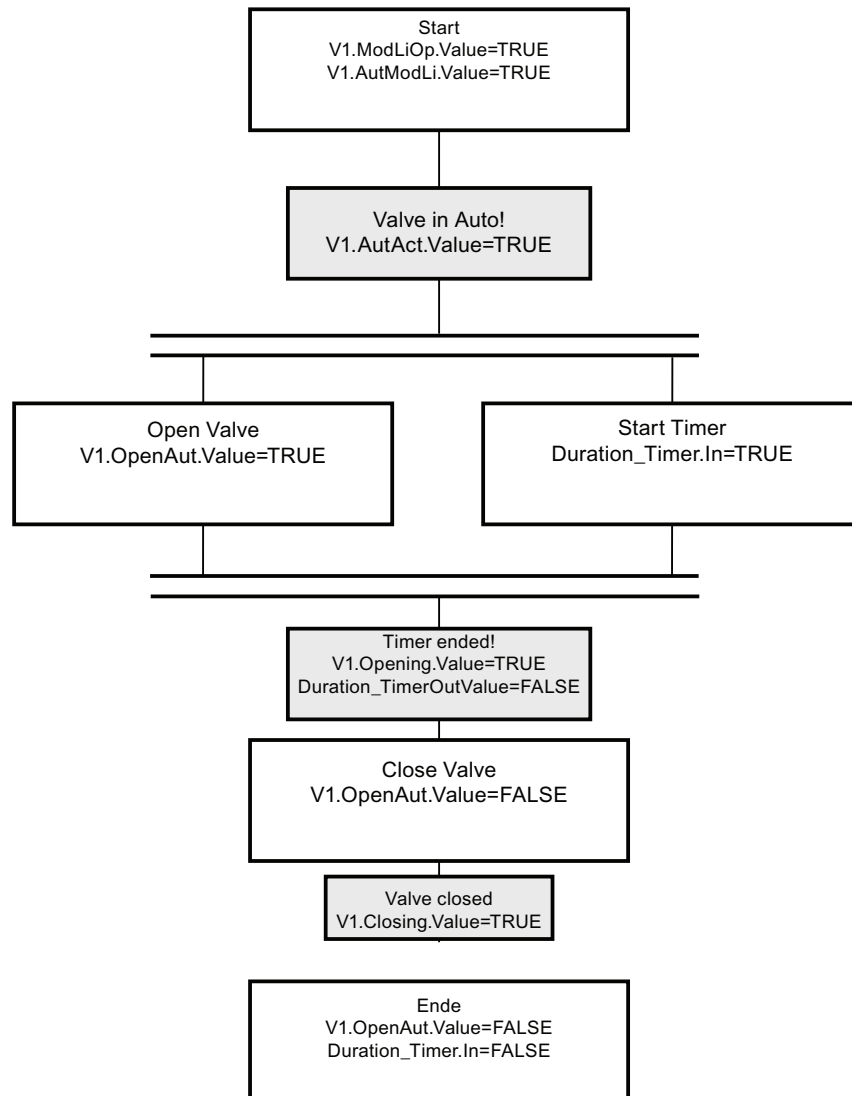 Start
V1.ModLiOp.Value=TRUE
V1.AutModLi.Value=TRUE
Valve in Auto!
V1.AutAct.Value=TRUE
Open Valve
V1.OpenAut.Value=TRUE
Start Timer
Duration_Timer.In=TRUE
Timer ended!
V1.Opening.Value=TRUE
Duration_TimerOutValue=FALSE
Close Valve
V1.OpenAut.Value=FALSE
Valve closed
V1.Closing.Value=TRUE
Ende
V1.OpenAut.Value=FALSE
Duration_Timer.In=FALSE